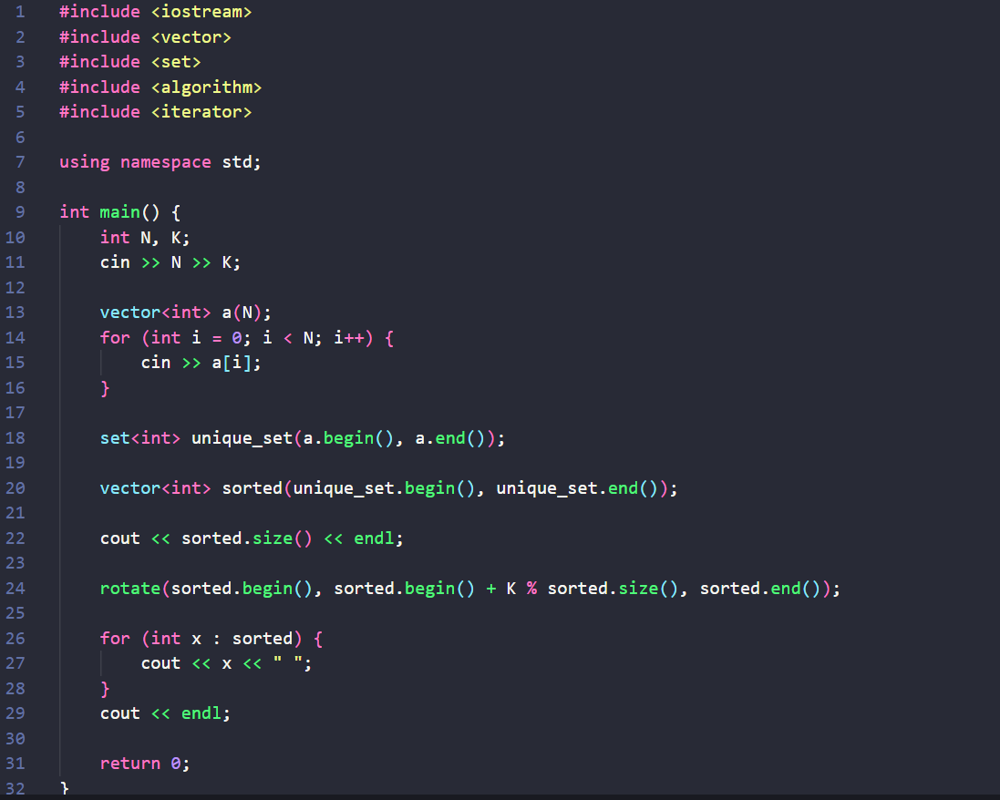 1 #include <iostream>
2 #include <vector>
3 #include <set>
4 #include <algorithm>
5 #include <iterator>
6
7 using namespace std;
8
9 int main() {
10     int N, K;
11     cin >> N >> K;
12
13     vector<int> a(N);
14     for (int i = 0; i < N; i++) {
15         cin >> a[i];
16     }
17
18     set<int> unique_set(a.begin(), a.end());
19
20     vector<int> sorted(unique_set.begin(), unique_set.end());
21
22     cout << sorted.size() << endl;
23
24     rotate(sorted.begin(), sorted.begin() + K % sorted.size(), sorted.end());
25
26     for (int x : sorted) {
27         cout << x << " ";
28     }
29     cout << endl;
30
31     return 0;
32 }